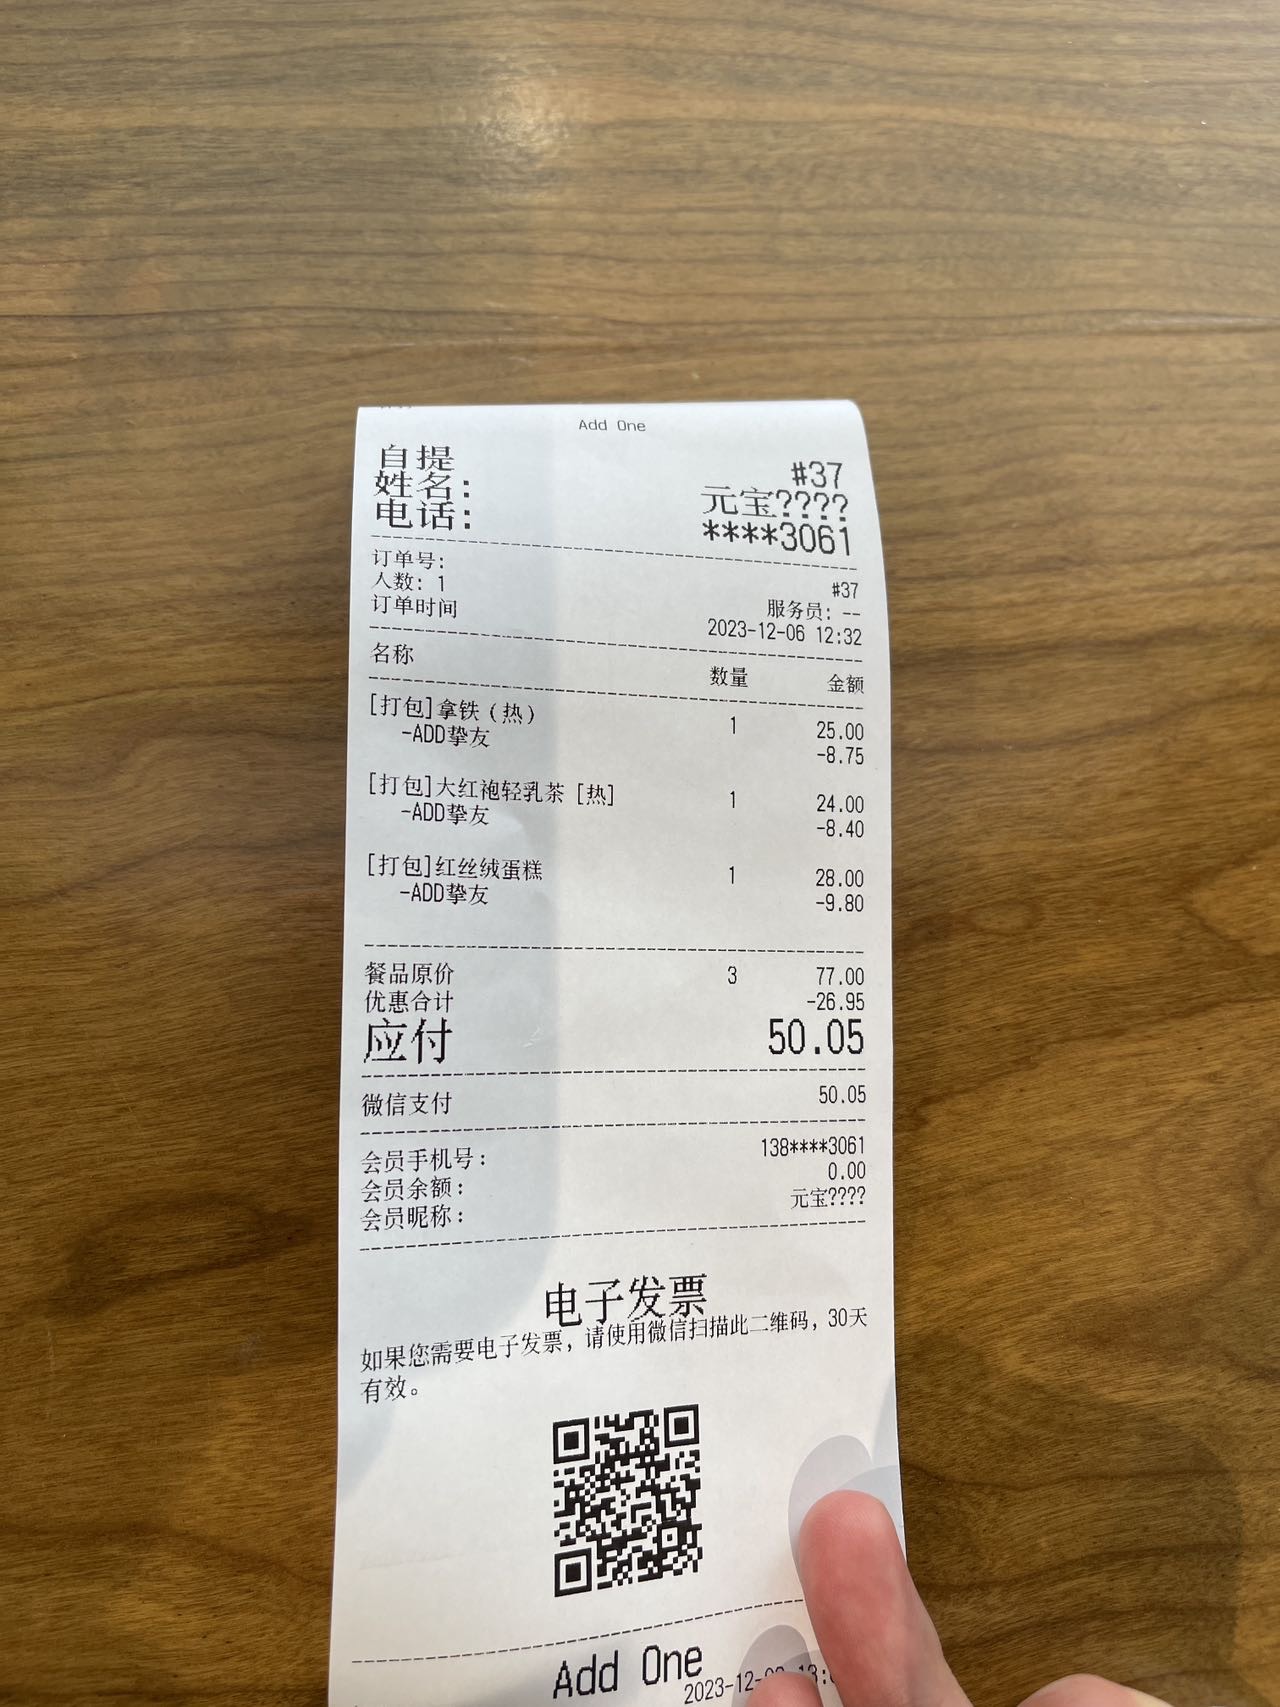 Add One
自提 #37
姓名: 元宝????
电话: ****3061
订单号: #37
人数: 1 服务员: --
订单时间 2023-12-06 12:32
名称 数量 金额
[打包]拿铁（热） 1 25.00
-ADD挚友 -8.75
[打包]大红袍轻乳茶 [热] 1 24.00
-ADD挚友 -8.40
[打包]红丝绒蛋糕 1 28.00
-ADD挚友 -9.80
餐品原价 3 77.00
优惠合计 -26.95
应付 50.05
微信支付 50.05
会员手机号: 138****3061
会员余额: 0.00
会员昵称: 元宝????
电子发票
如果您需要电子发票，请使用微信扫描此二维码，30天
有效。
Add One